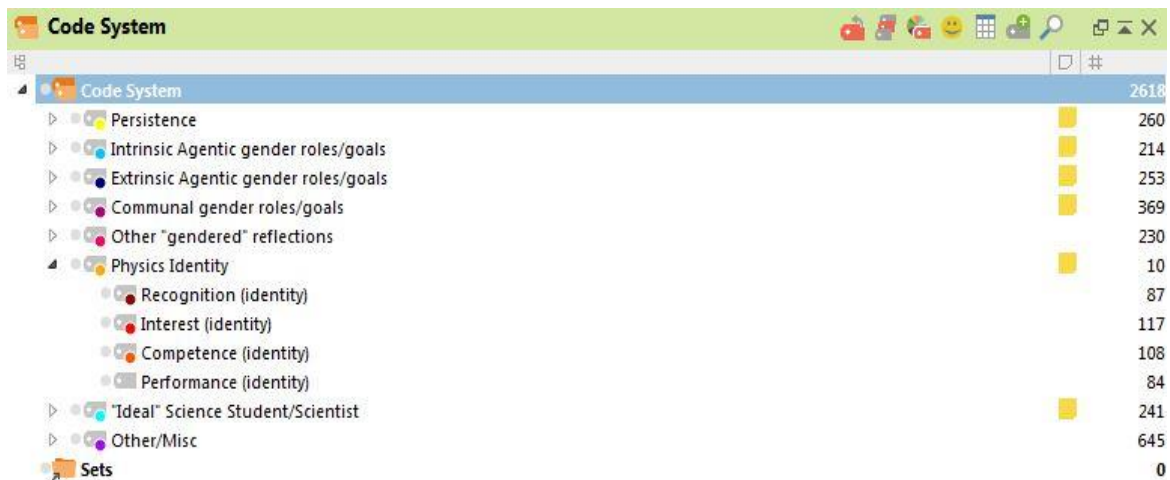 Code System
#
Code System 2618
Persistence 260
Intrinsic Agentic gender roles/goals 214
Extrinsic Agentic gender roles/goals 253
Communal gender roles/goals 369
Other "gendered" reflections 230
Physics Identity 10
Recognition (identity) 87
Interest (identity) 117
Competence (identity) 108
Performance (identity) 84
"Ideal" Science Student/Scientist 241
Other/Misc 645
Sets 0